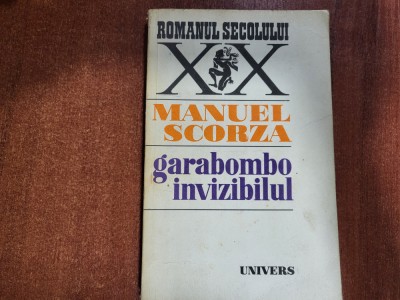 ROMANUL SECOLULUI
XX
MANUEL
SCORZA
garabombo
invizibilul
UNIVERS